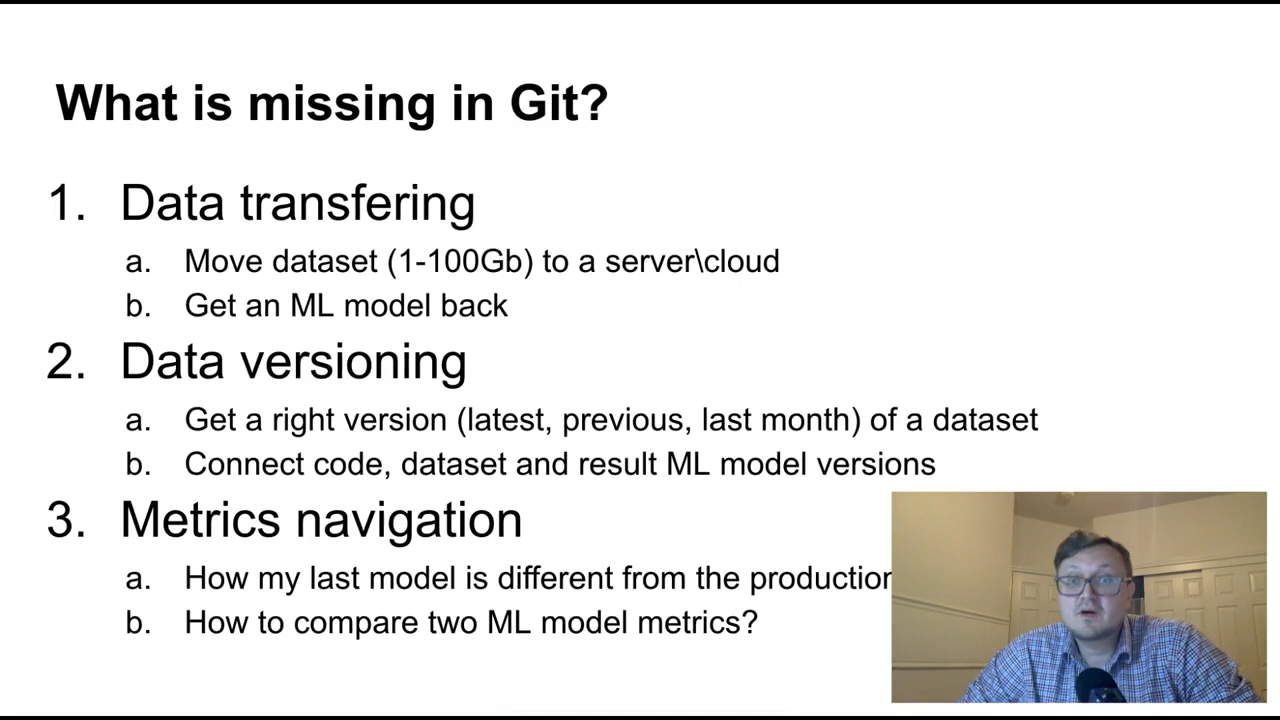 What is missing in Git?
1. Data transfering
a. Move dataset (1-100Gb) to a server\cloud
b. Get an ML model back
2. Data versioning
a. Get a right version (latest, previous, last month) of a dataset
b. Connect code, dataset and result ML model versions
3. Metrics navigation
a. How my last model is different from the production
b. How to compare two ML model metrics?